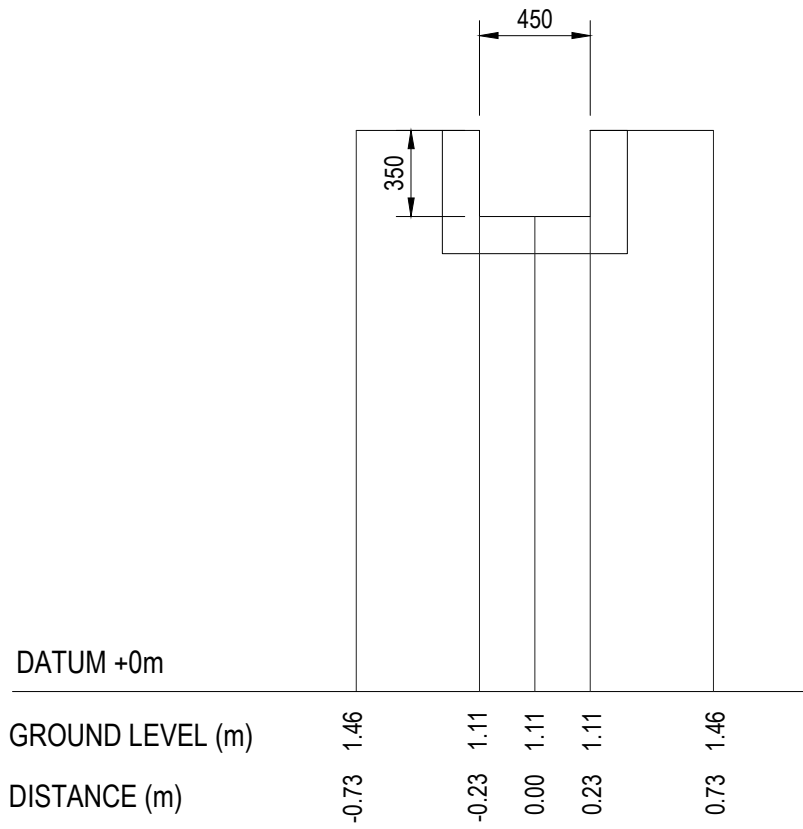 450
350
DATUM +0m
GROUND LEVEL (m) 1.46 1.11 1.11 1.11 1.46
DISTANCE (m) -0.73 -0.23 0.00 0.23 0.73